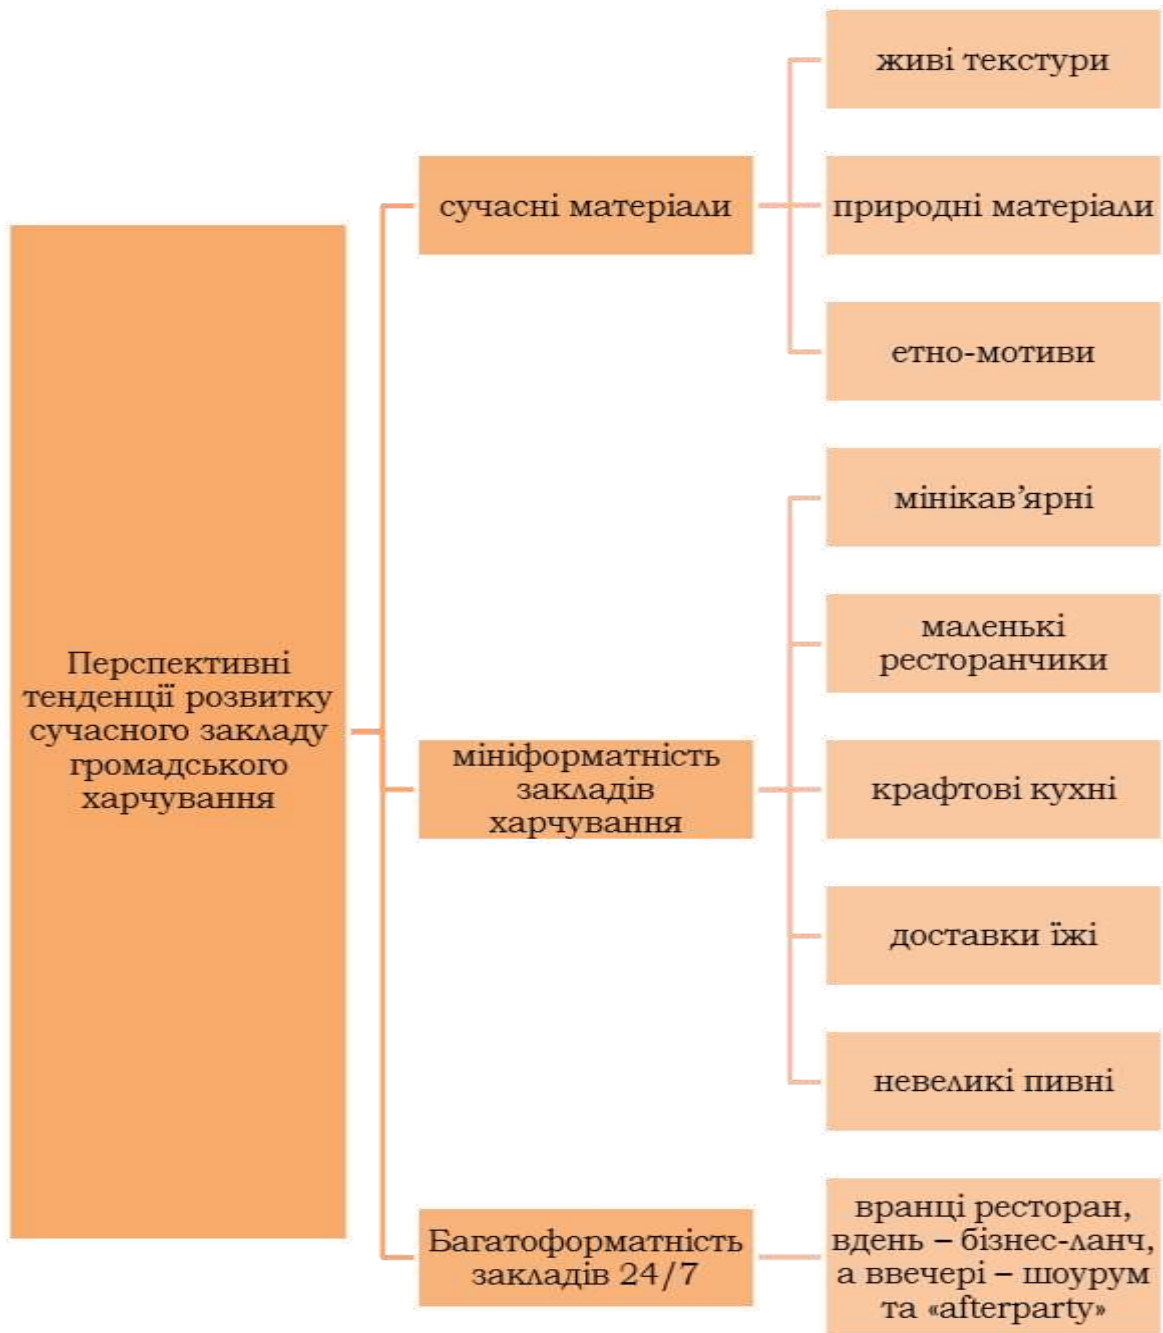 Перспективні
тенденції розвитку
сучасного закладу
громадського
харчування
сучасні матеріали
живі текстури
природні матеріали
етно-мотиви
мініформатність
закладів
харчування
мінікав’ярні
маленькі
ресторанчики
крафтові кухні
доставки їжі
невеликі пивні
Багатоформатність
закладів 24/7
вранці ресторан,
вдень – бізнес-ланч,
а ввечері – шоурум
та «afterparty»